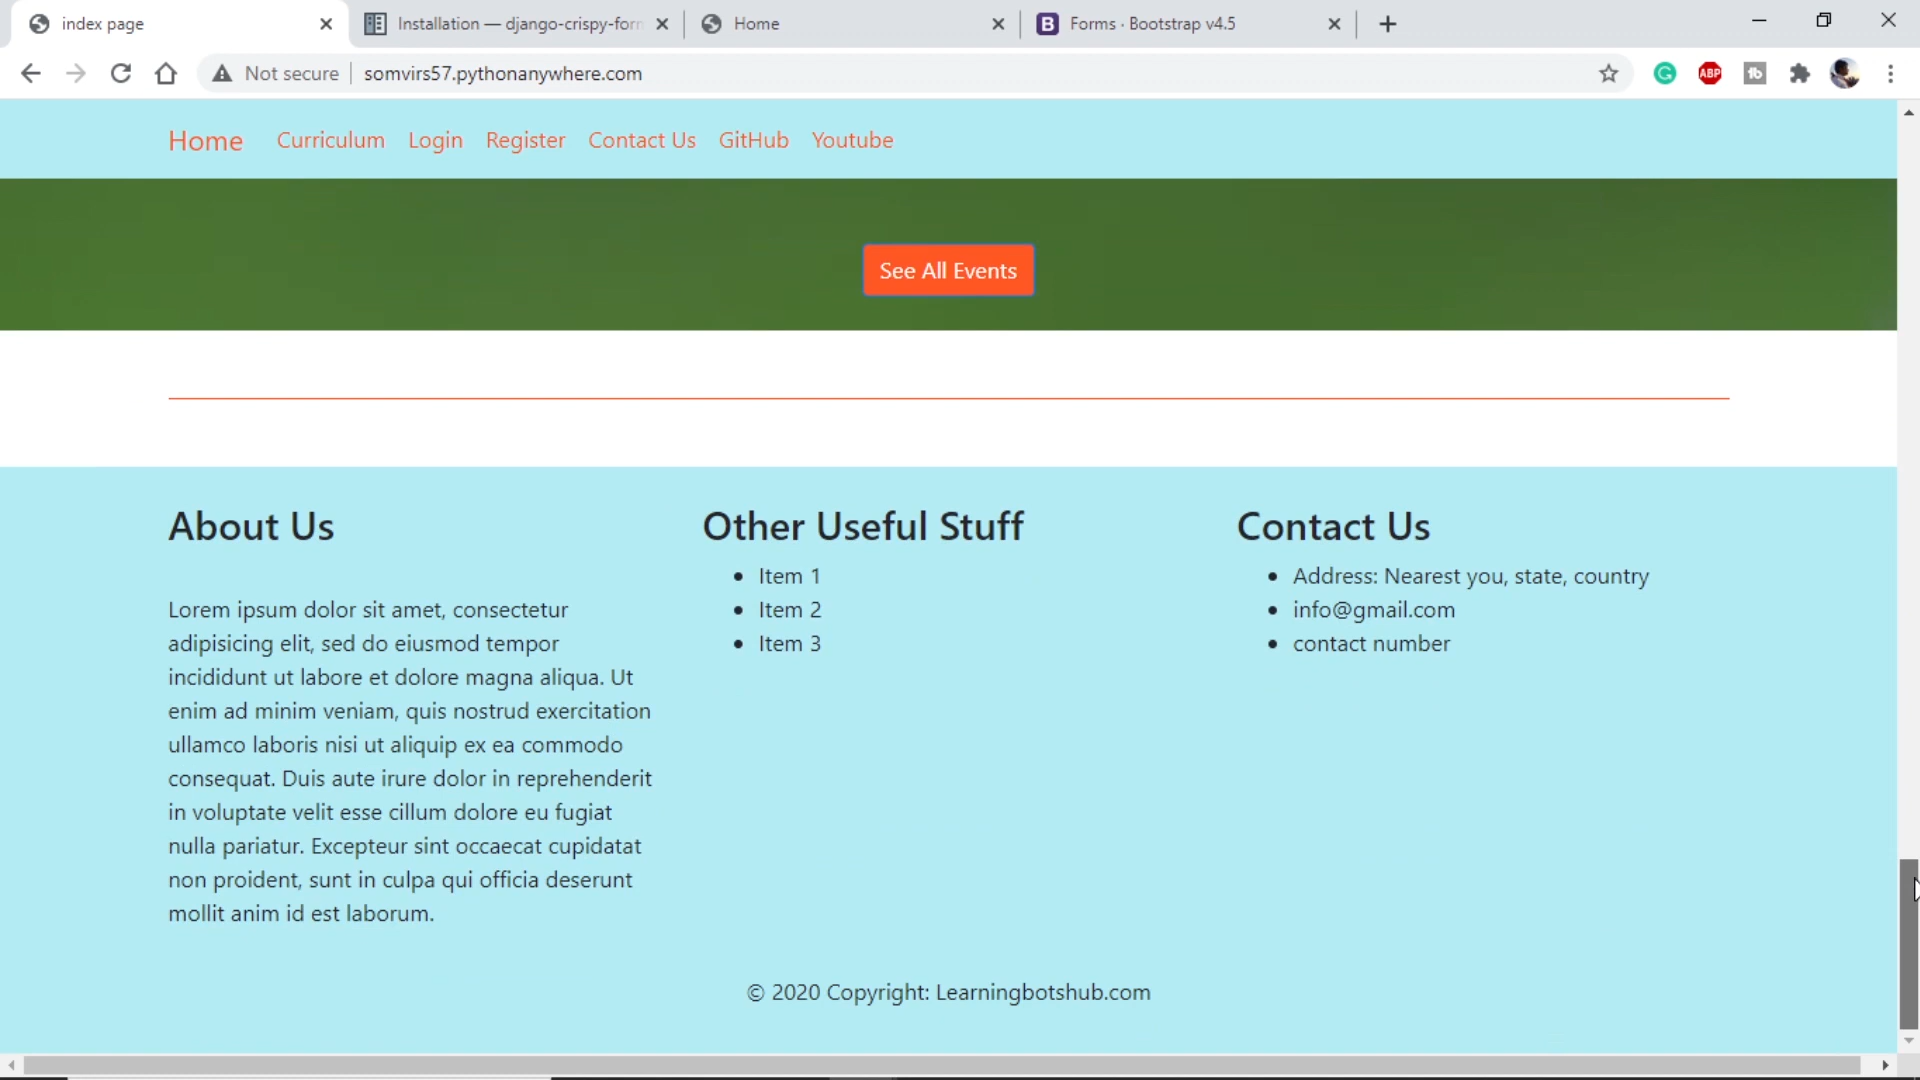 index page
Installation — django-crispy-form
Home
Forms · Bootstrap v4.5
Not secure
somvirs57.pythonanywhere.com
ABP
Home Curriculum Login Register Contact Us GitHub Youtube
See All Events
About Us
Lorem ipsum dolor sit amet, consectetur
adipisicing elit, sed do eiusmod tempor
incididunt ut labore et dolore magna aliqua. Ut
enim ad minim veniam, quis nostrud exercitation
ullamco laboris nisi ut aliquip ex ea commodo
consequat. Duis aute irure dolor in reprehenderit
in voluptate velit esse cillum dolore eu fugiat
nulla pariatur. Excepteur sint occaecat cupidatat
non proident, sunt in culpa qui officia deserunt
mollit anim id est laborum.
Other Useful Stuff
Item 1
Item 2
Item 3
Contact Us
Address: Nearest you, state, country
info@gmail.com
contact number
© 2020 Copyright: Learningbotshub.com